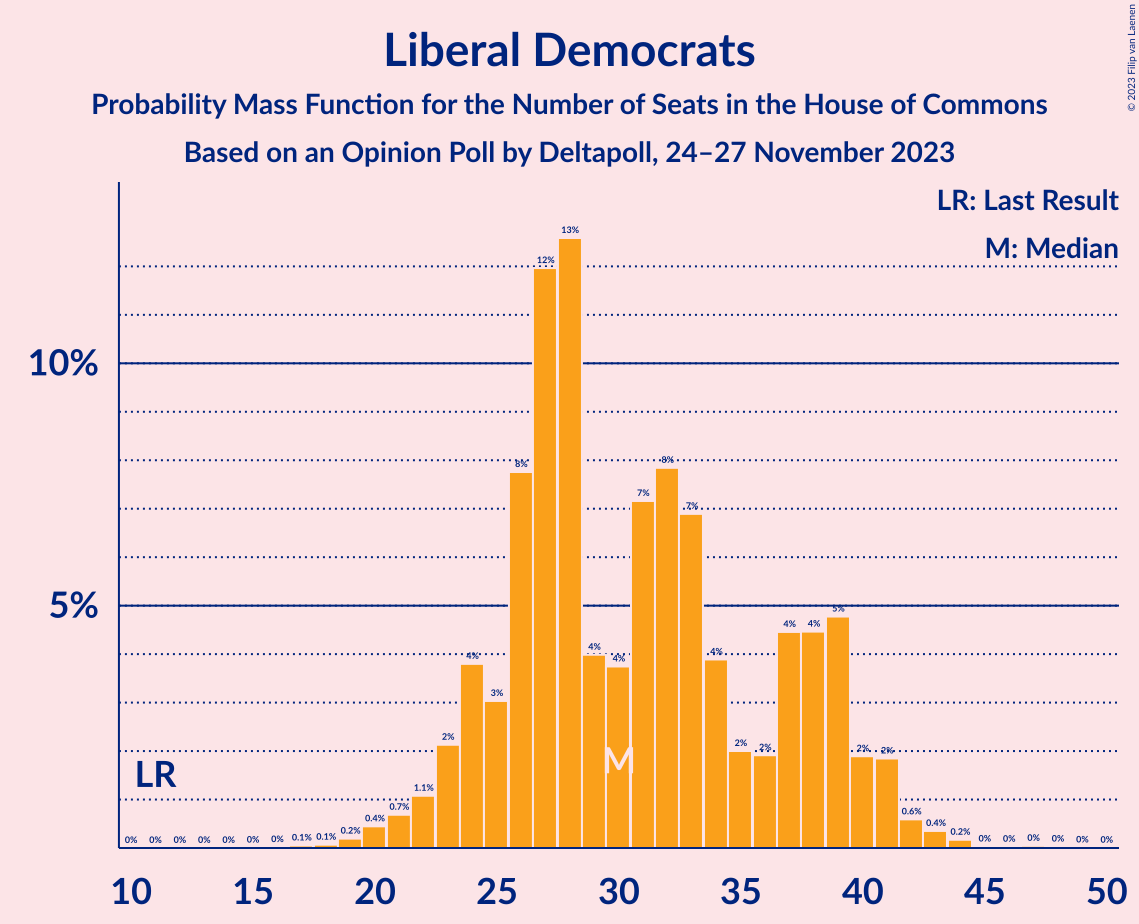 Liberal Democrats
Probability Mass Function for the Number of Seats in the House of Commons
Based on an Opinion Poll by Deltapoll, 24–27 November 2023
© 2023 Filip van Laenen
LR: Last Result
M: Median
10%
5%
0% 0% 0% 0% 0% 0% 0% 0.1% 0.1% 0.2% 0.4% 0.7% 1.1% 2% 4% 3% 8% 12% 13% 4% 4% 7% 8% 7% 4% 2% 2% 4% 4% 5% 2% 2% 0.6% 0.4% 0.2% 0% 0% 0% 0% 0% 0%
LR
M
10 15 20 25 30 35 40 45 50